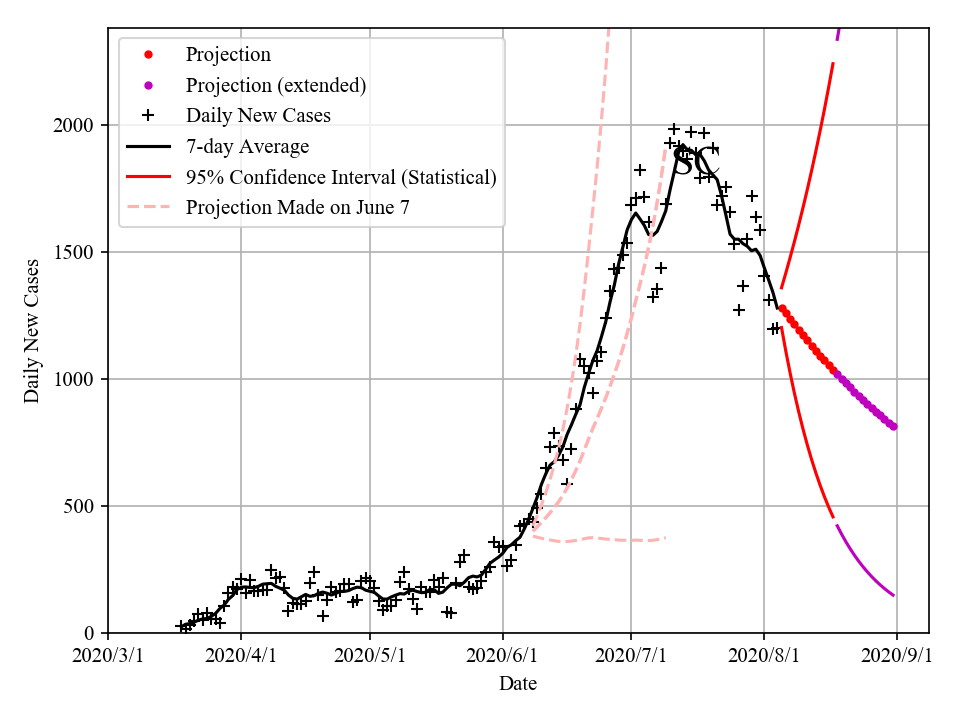 Projection
Projection (extended)
Daily New Cases
7-day Average
95% Confidence Interval (Statistical)
Projection Made on June 7
SC
Daily New Cases
2000
1500
1000
500
0
2020/3/1 2020/4/1 2020/5/1 2020/6/1 2020/7/1 2020/8/1 2020/9/1
Date